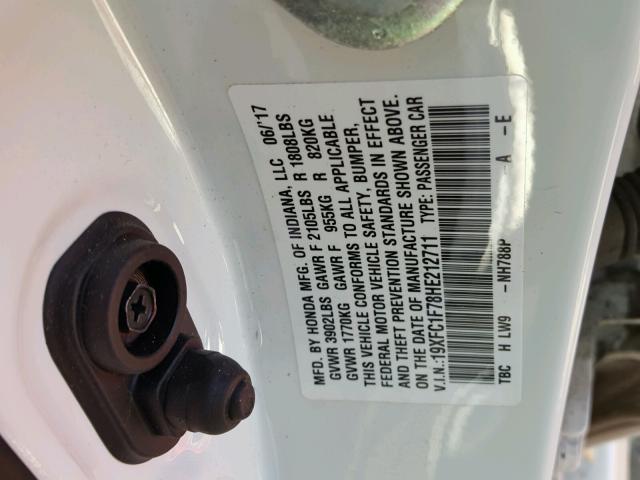 MFD. BY HONDA MFG. OF INDIANA, LLC 06/'17
GVWR 3902LBS GAWR F 2105LBS R 1808LBS
GVWR 1770KG GAWR F 955KG R 820KG
THIS VEHICLE CONFORMS TO ALL APPLICABLE
FEDERAL MOTOR VEHICLE SAFETY, BUMPER,
AND THEFT PREVENTION STANDARDS IN EFFECT
ON THE DATE OF MANUFACTURE SHOWN ABOVE.
V.I.N.:19XFC1F78HE212711 TYPE: PASSENGER CAR
TBC H LW9 -NH788P A -E